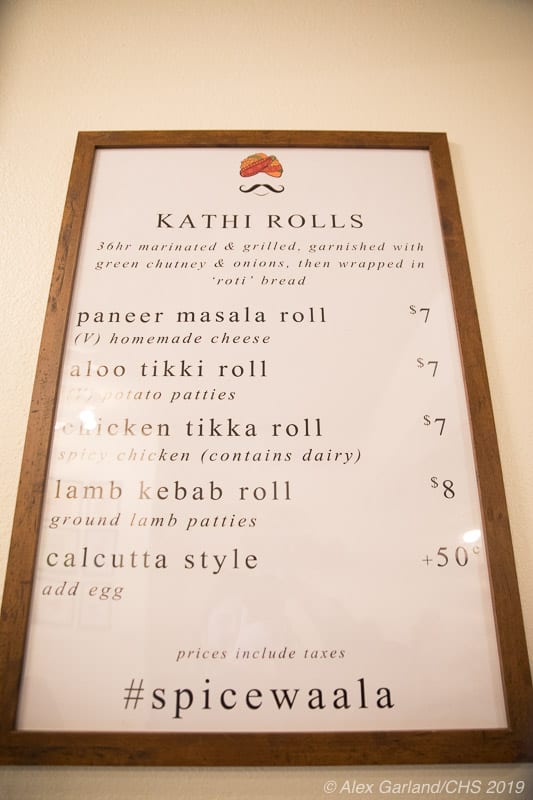 KATHI ROLLS
36hr marinated & grilled, garnished with
green chutney & onions, then wrapped in
'roti' bread
paneer masala roll $7
(V) homemade cheese
aloo tikki roll $7
(V) potato patties
chicken tikka roll $7
spicy chicken (contains dairy)
lamb kebab roll $8
ground lamb patties
calcutta style +50¢
add egg
prices include taxes
#spicewaala
© Alex Garland/CHS 2019